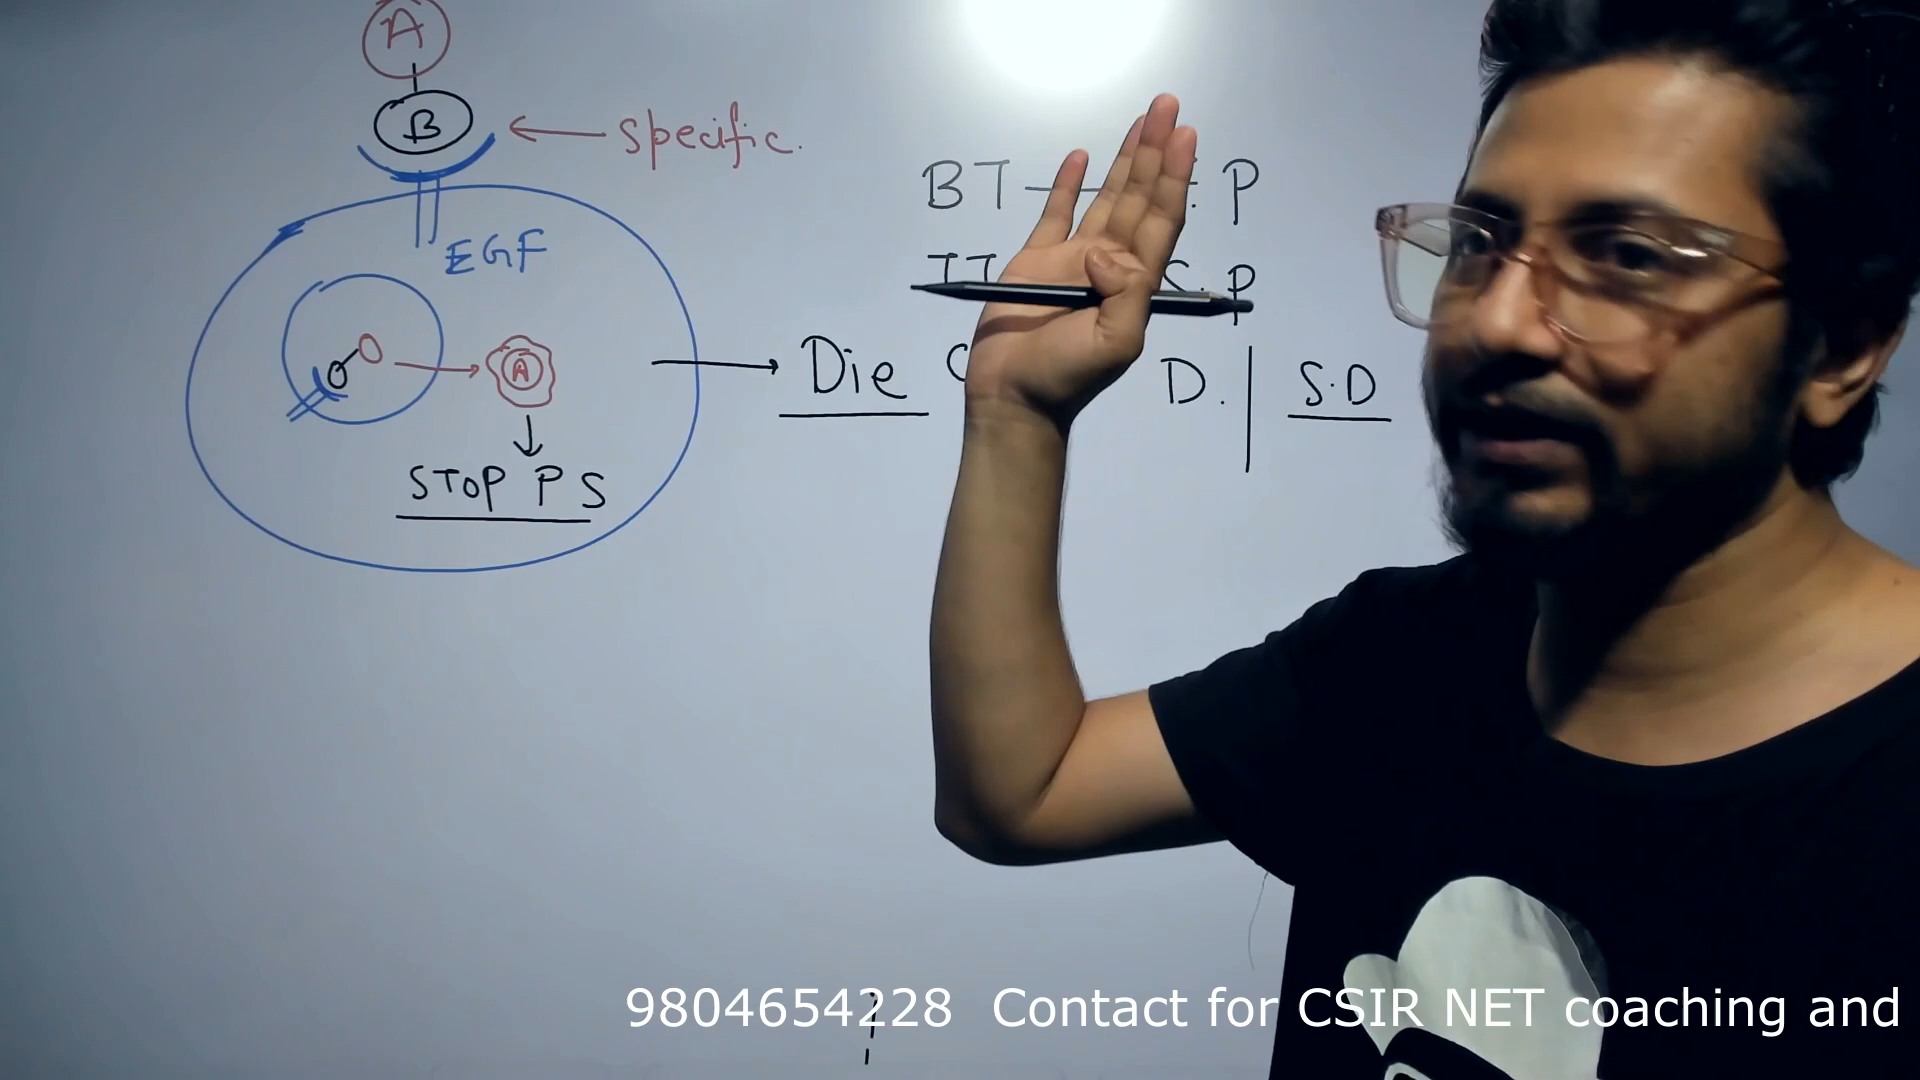 A
B
Specific.
BT — P
EGF
P
A
Die
D.
S.D
STOP PS
9804654228 Contact for CSIR NET coaching and